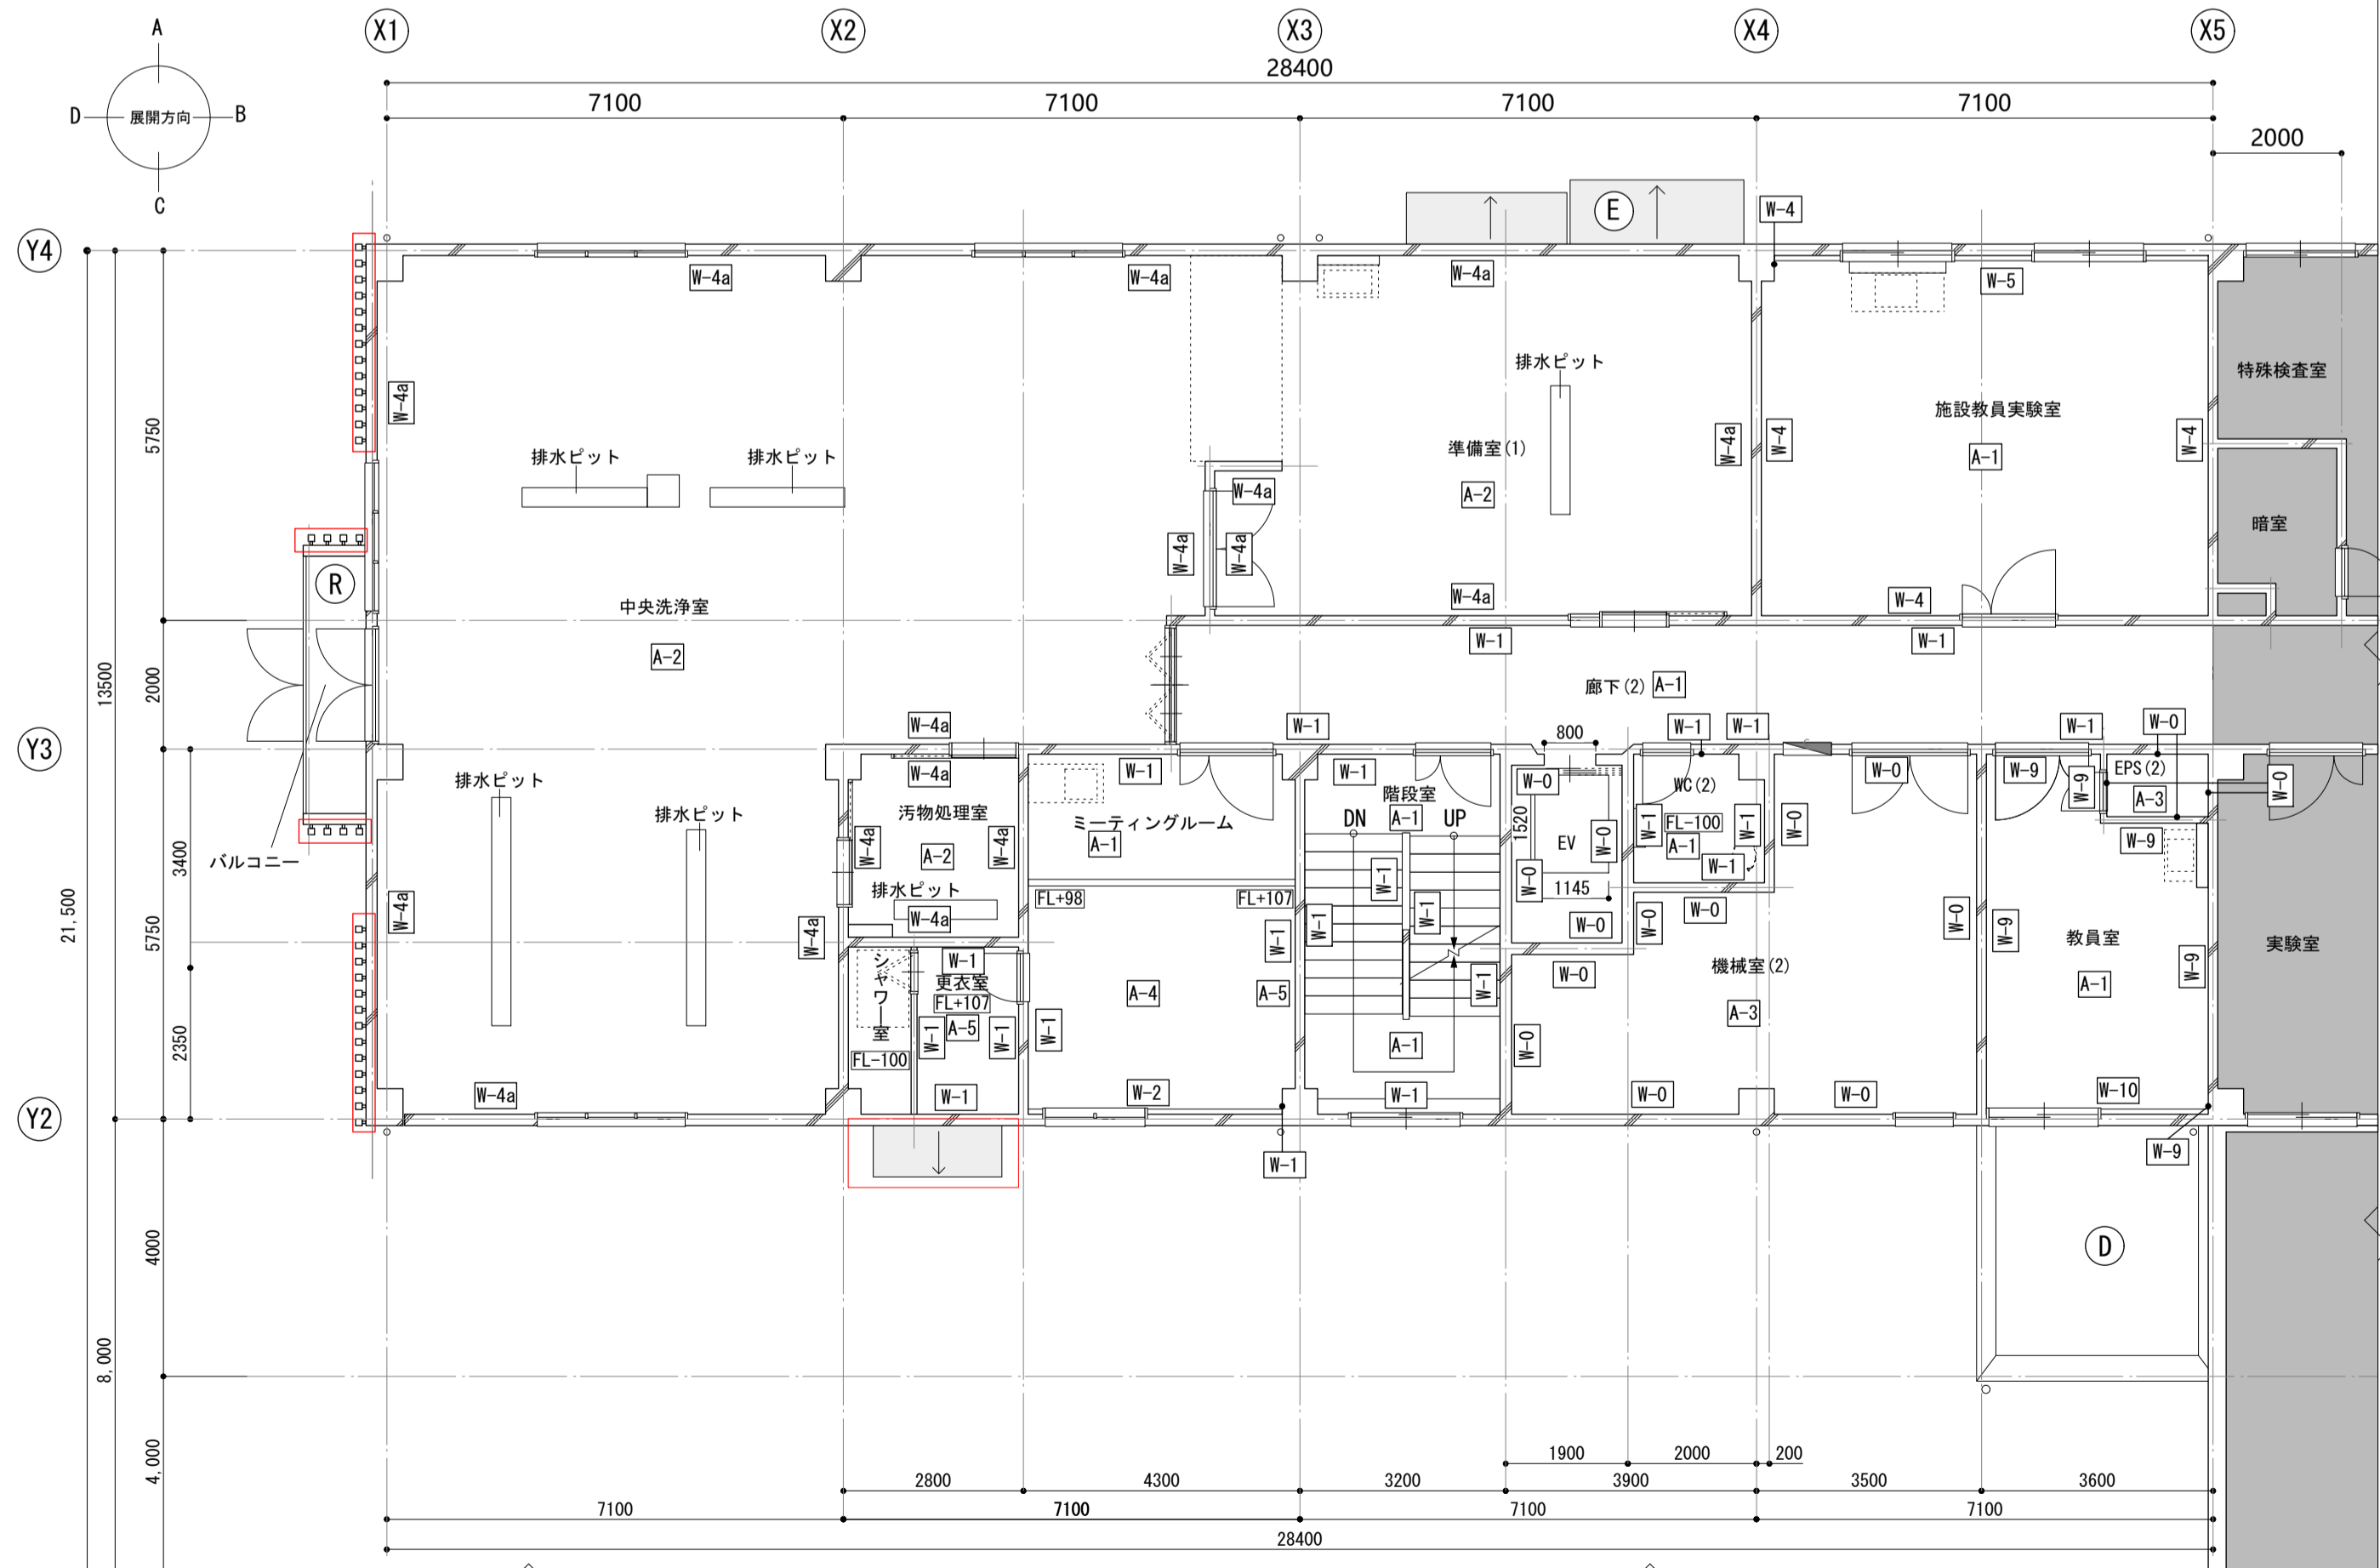 X1
X2
X3
X4
X5
A
D
展開方向
B
C
28400
7100
7100
7100
7100
2000
Y4
E
W-4
W-4a
W-4a
W-4a
W-5
排水ピット
特殊検査室
W-4a
施設教員実験室
5750
準備室(1)
W-4a
W-4
A-1
W-4
排水ピット
排水ピット
A-2
W-4a
暗室
W-4a
W-4a
R
中央洗浄室
W-4a
W-4
A-2
W-1
W-1
13500
2000
廊下(2)
A-1
W-4a
W-1
800
W-1
W-1
W-1
W-0
Y3
排水ピット
W-4a
W-1
W-1
W-0
W-0
W-9
EPS(2)
WC(2)
W-9
W-0
階段室
A-3
排水ピット
汚物処理室
ミーティングルーム
A-1
DN
UP
1520
FL-100
W-1
W-1
W-0
バルコニー
3400
W-4a
A-2
W-4a
A-1
EV
W-0
A-1
W-9
W-1
W-0
W-1
1145
排水ピット
FL+98
FL+107
21,500
5750
W-4a
W-4a
W-4a
W-1
W-1
W-1
W-0
W-0
W-0
W-0
W-9
教員室
実験室
W-1
シャワー室
更衣室
W-1
W-0
機械室(2)
W-9
FL+107
A-4
A-5
A-1
A-3
2350
W-1
A-5
W-1
W-1
A-1
W-0
FL-100
W-4a
W-1
W-2
W-1
W-0
W-0
W-10
Y2
W-1
W-9
4000
D
8,000
4,000
1900
2000
200
2800
4300
3200
3900
3500
3600
7100
7100
7100
7100
28400